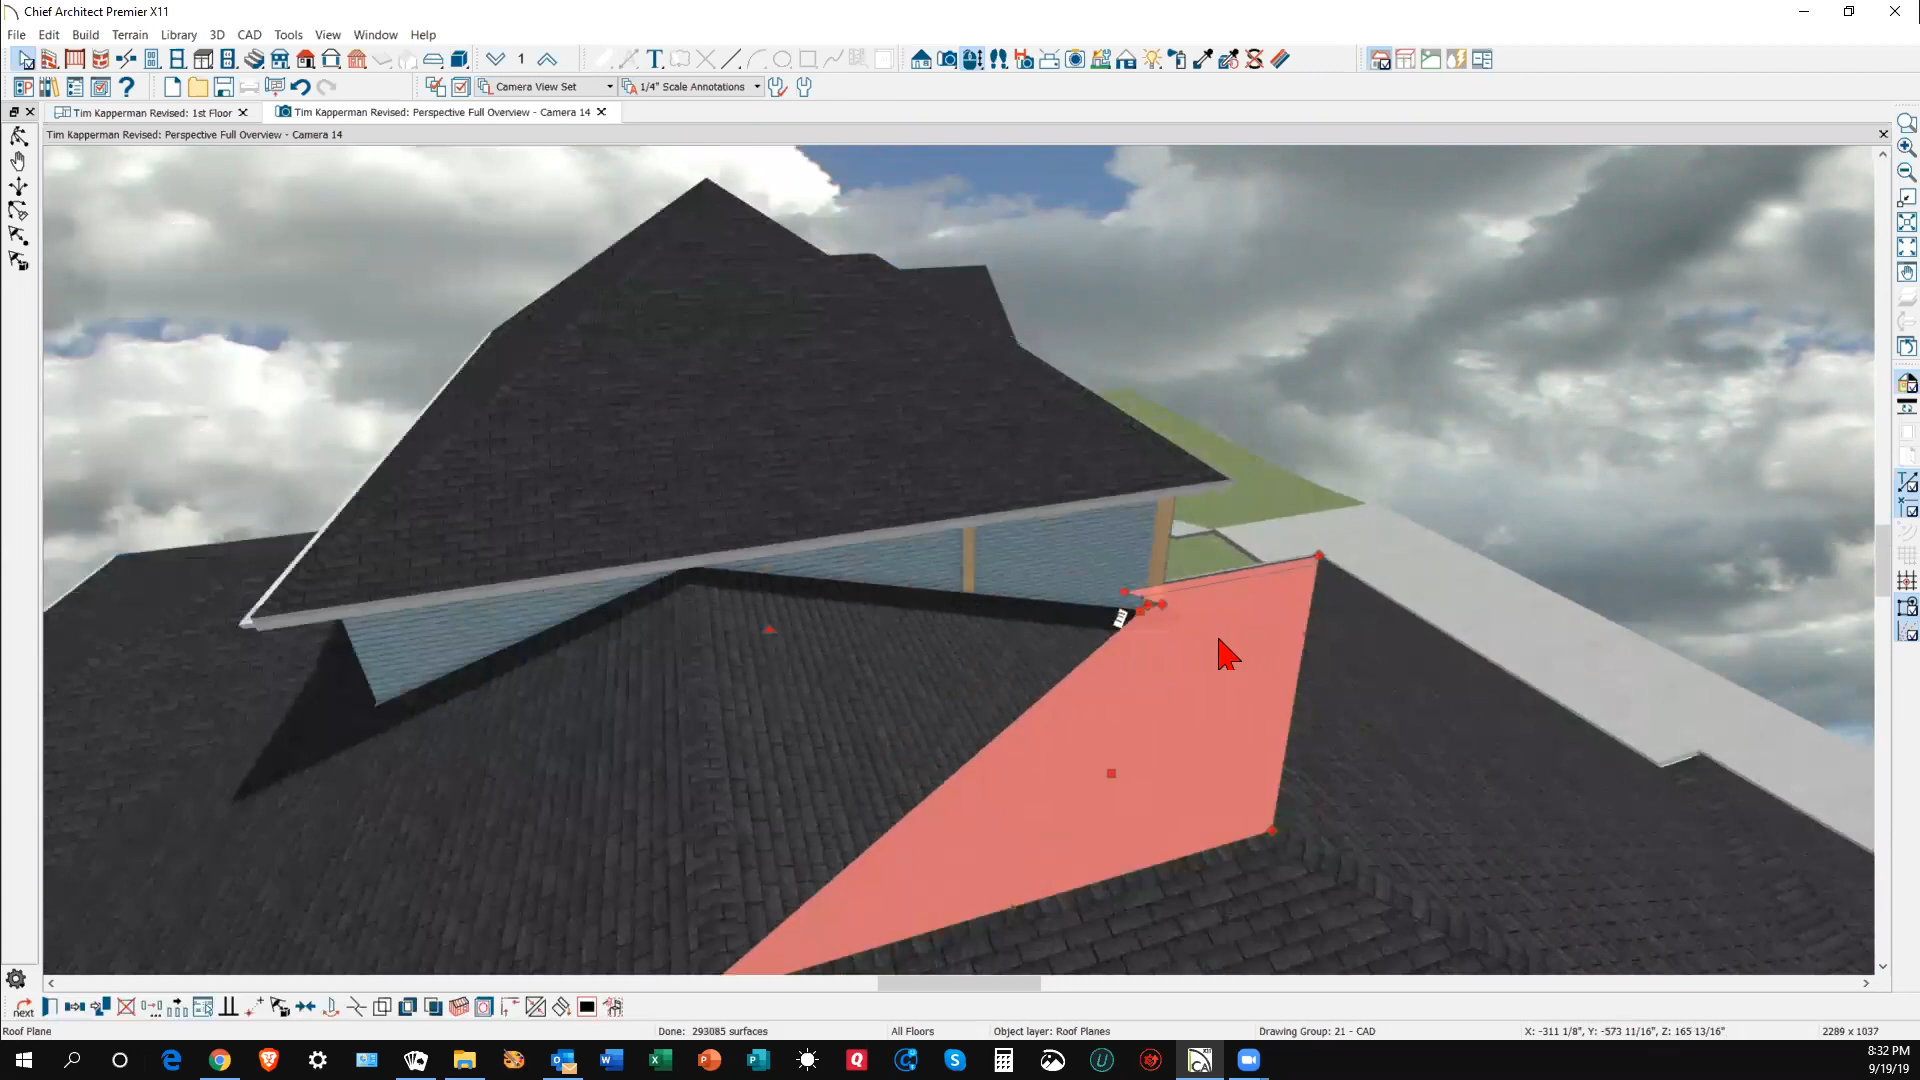 Chief Architect Premier X11
File Edit Build Terrain Library 3D CAD Tools View Window Help
1
Camera View Set 1/4" Scale Annotations
Tim Kapperman Revised: 1st Floor Tim Kapperman Revised: Perspective Full Overview - Camera 14
Tim Kapperman Revised: Perspective Full Overview - Camera 14
next
Roof Plane Done: 293085 surfaces All Floors Object layer: Roof Planes Drawing Group: 21 - CAD X: -311 1/8", Y: -573 11/16", Z: 165 13/16" 2289 x 1037
8:32 PM
9/19/19